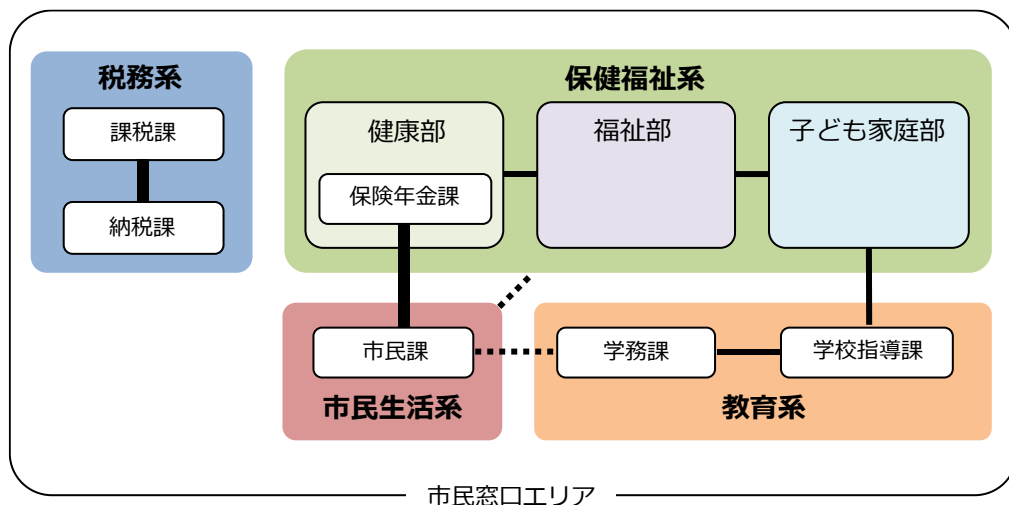 税務系
課税課
納税課
保健福祉系
健康部
保険年金課
福祉部
子ども家庭部
市民課
市民生活系
学務課
学校指導課
教育系
市民窓口エリア